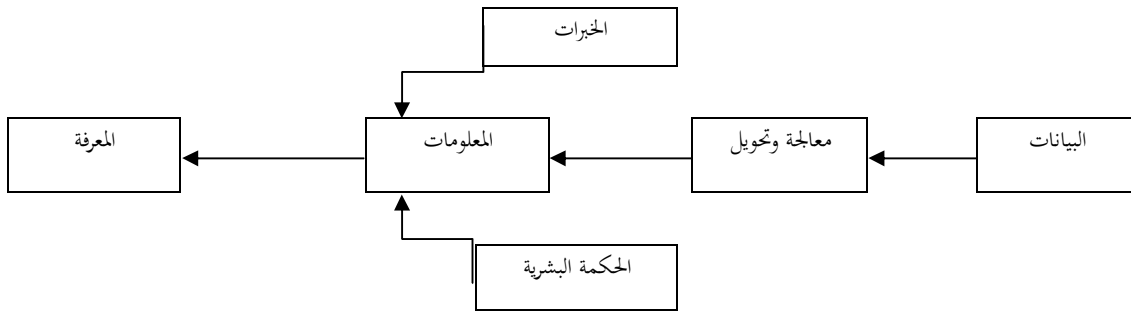 الخبرات
البيانات
معالجة وتحويل
المعلومات
المعرفة
الحكمة البشرية